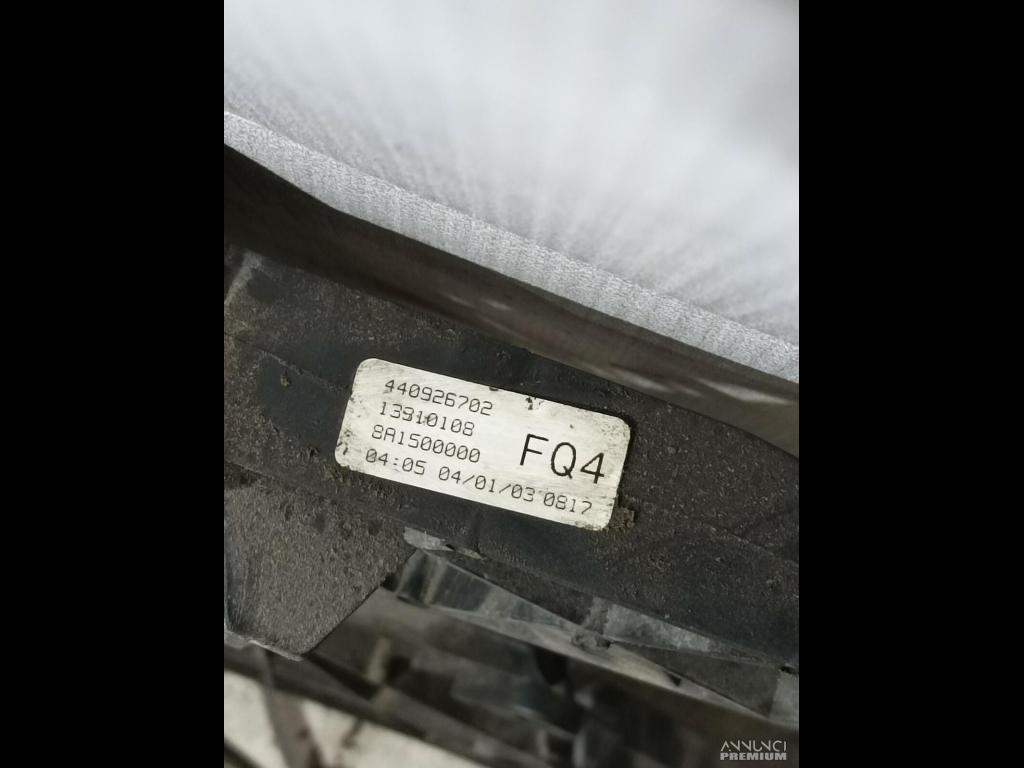 440926702
13310108
8A1500000
04:05 04/01/03 0817
FQ4
ANNUNCI
PREMIUM